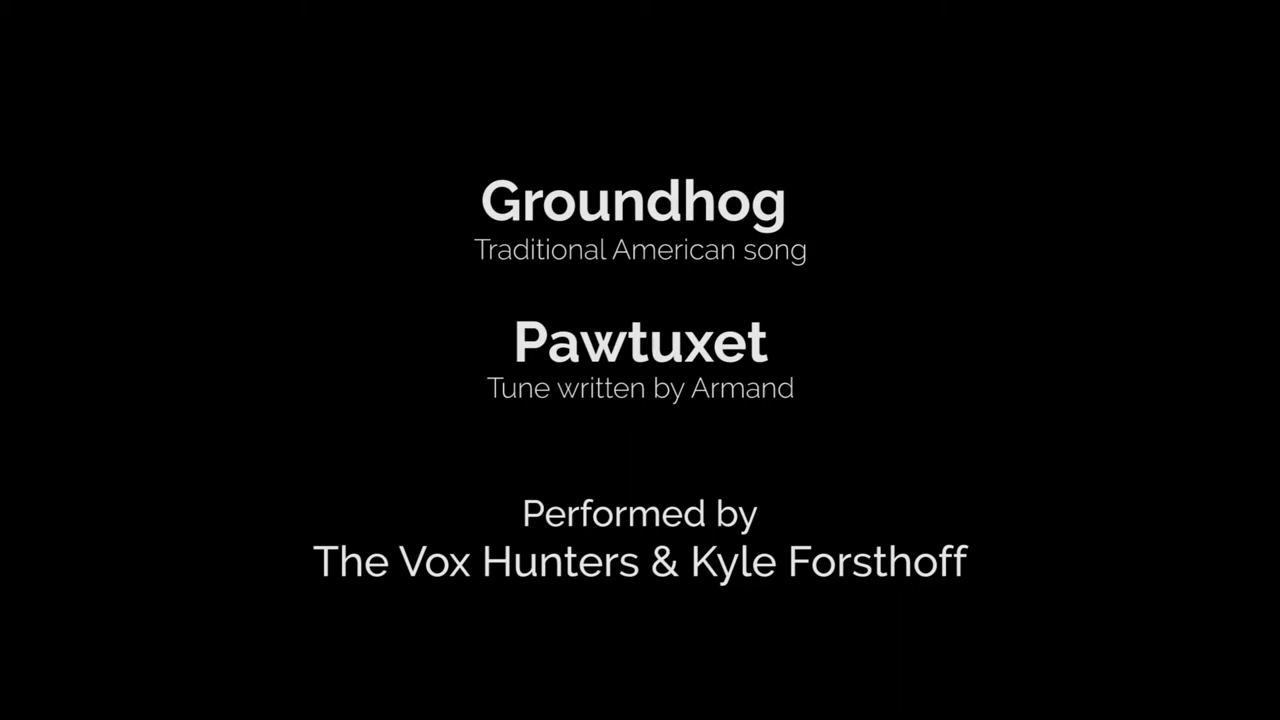 Groundhog
Traditional American song
Pawtuxet
Tune written by Armand
Performed by
The Vox Hunters & Kyle Forsthoff